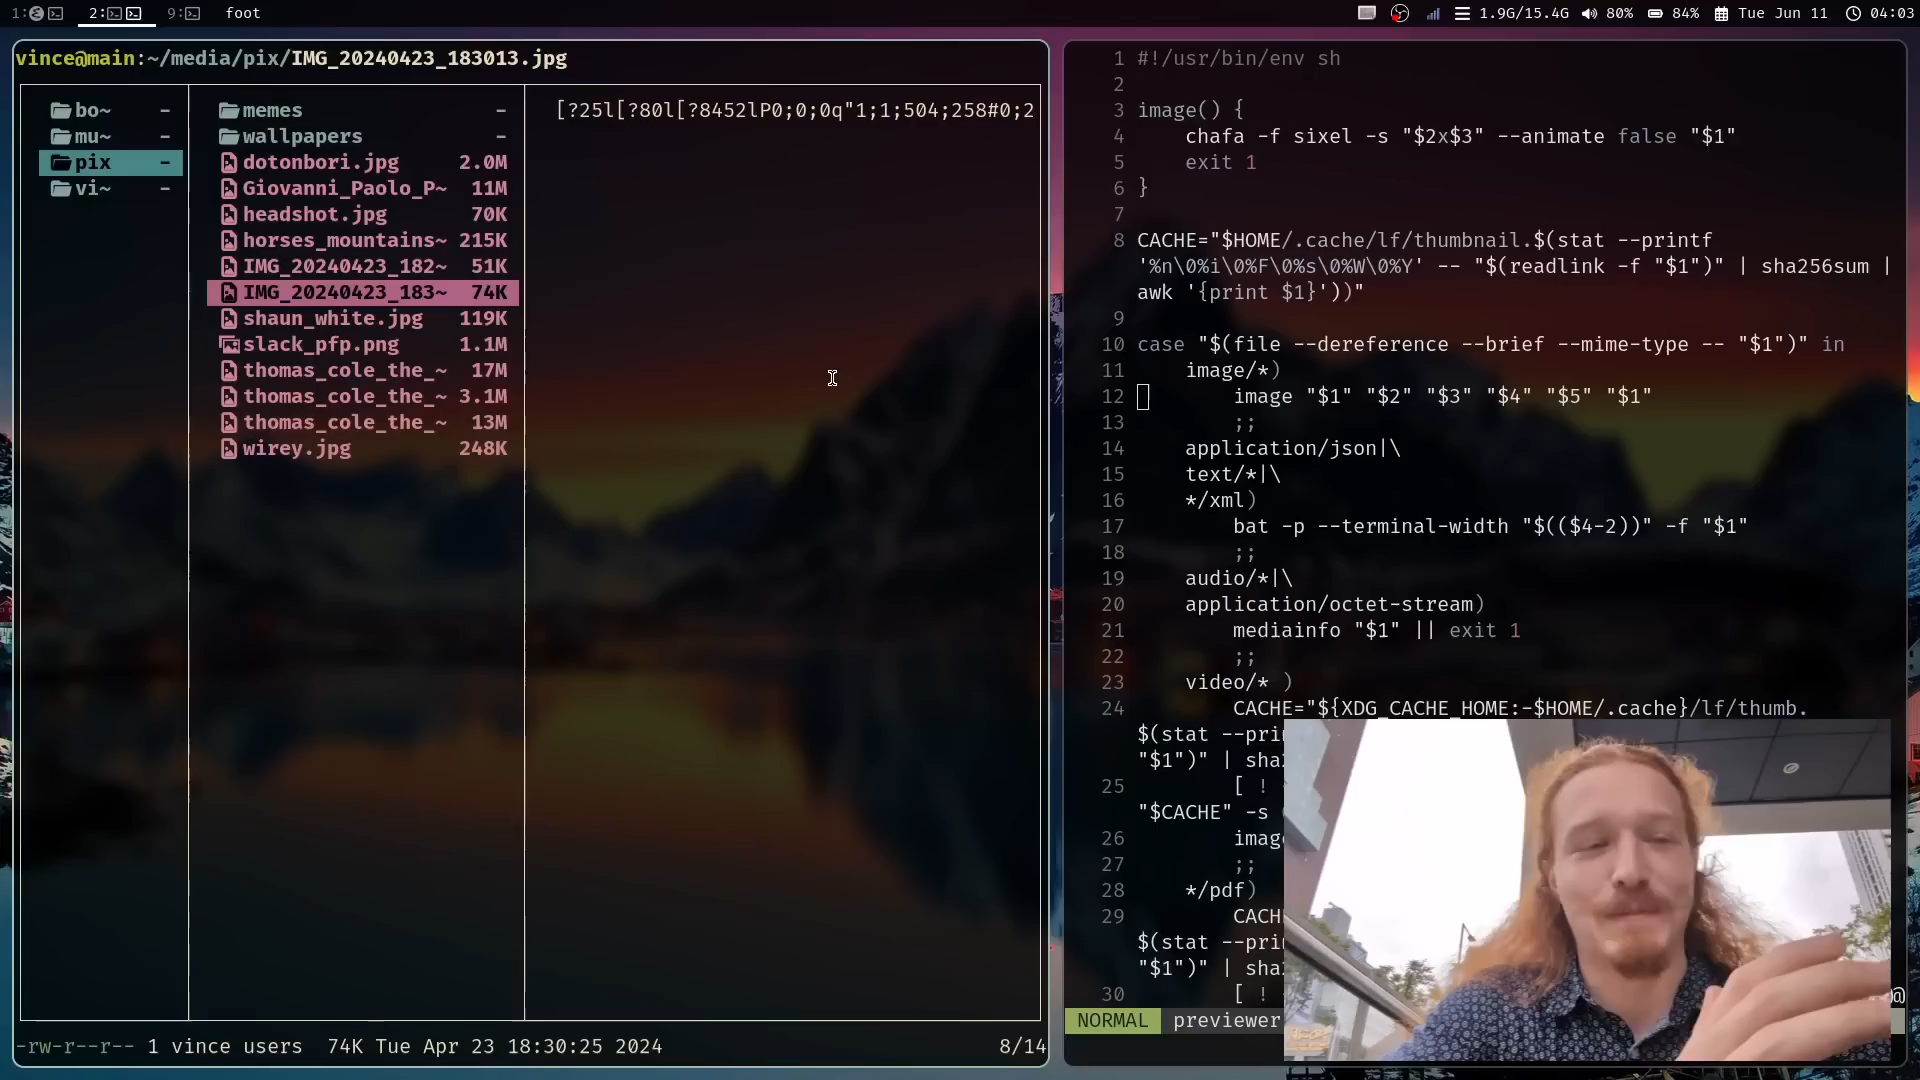 1: 2: 9: foot 1.9G/15.4G 80% 84% Tue Jun 11 04:03
vince@main:~/media/pix/IMG_20240423_183013.jpg
bo~ -
mu~ -
pix -
vi~ -
memes -
wallpapers -
dotonbori.jpg 2.0M
Giovanni_Paolo_P~ 11M
headshot.jpg 70K
horses_mountains~ 215K
IMG_20240423_182~ 51K
IMG_20240423_183~ 74K
shaun_white.jpg 119K
slack_pfp.png 1.1M
thomas_cole_the_~ 17M
thomas_cole_the_~ 3.1M
thomas_cole_the_~ 13M
wirey.jpg 248K
[?25l[?80l[?8452lP0;0;0q"1;1;504;258#0;2
-rw-r--r-- 1 vince users 74K Tue Apr 23 18:30:25 2024 8/14
1 #!/usr/bin/env sh
2
3 image() {
4 chafa -f sixel -s "$2x$3" --animate false "$1"
5 exit 1
6 }
7
8 CACHE="$HOME/.cache/lf/thumbnail.$(stat --printf
'%n\0%i\0%F\0%s\0%W\0%Y' -- "$(readlink -f "$1")" | sha256sum |
awk '{print $1}'))"
9
10 case "$(file --dereference --brief --mime-type -- "$1")" in
11 image/*)
12 image "$1" "$2" "$3" "$4" "$5" "$1"
13 ;;
14 application/json|\
15 text/*|\
16 */xml)
17 bat -p --terminal-width "$(($4-2))" -f "$1"
18 ;;
19 audio/*|\
20 application/octet-stream)
21 mediainfo "$1" || exit 1
22 ;;
23 video/* )
24 CACHE="${XDG_CACHE_HOME:-$HOME/.cache}/lf/thumb.
$(stat --prin
"$1")" | sha
25 [ !
"$CACHE" -s
26 imag
27 ;;
28 */pdf)
29 CACH
$(stat --prin
"$1")" | sha
30 [ ! @
NORMAL previewer